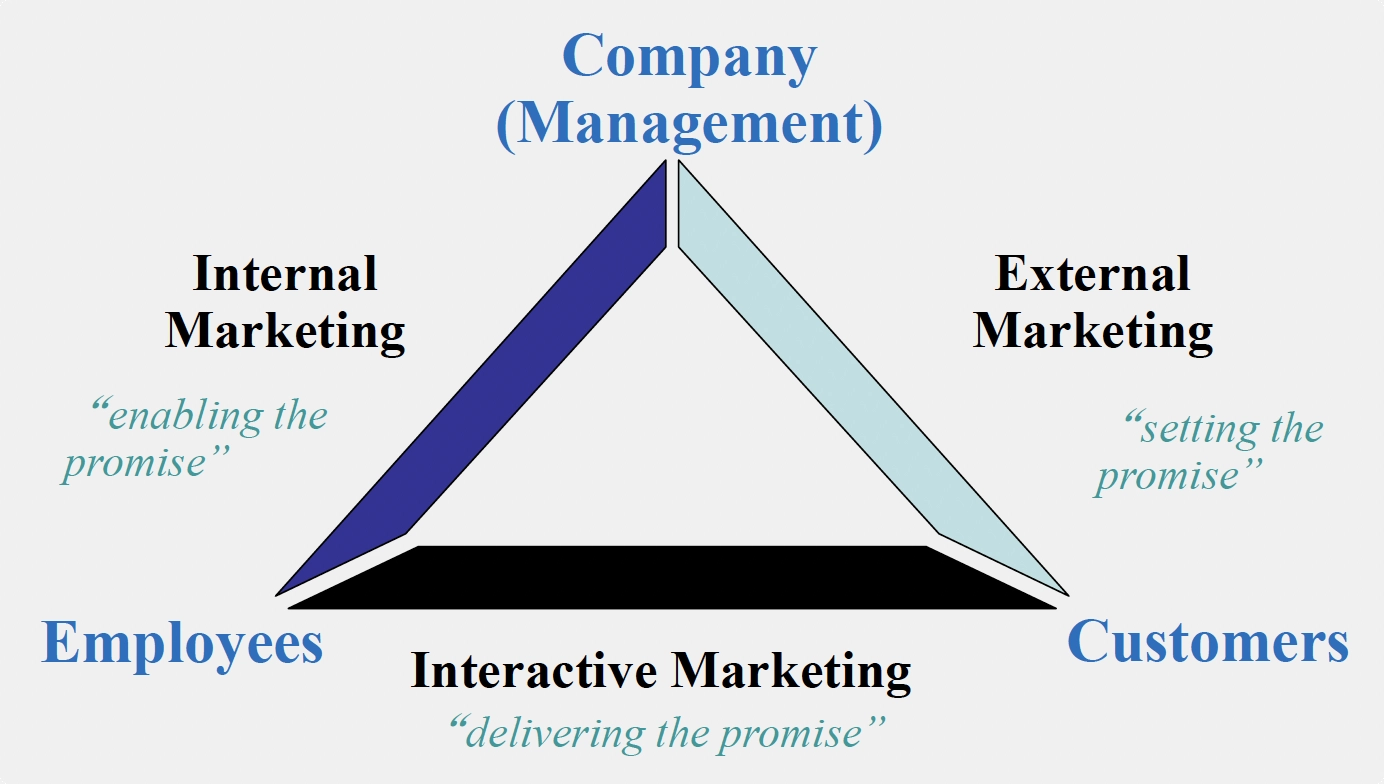 Company
(Management)
Internal
Marketing
“enabling the
promise”
External
Marketing
“setting the
promise”
Employees
Customers
Interactive Marketing
“delivering the promise”